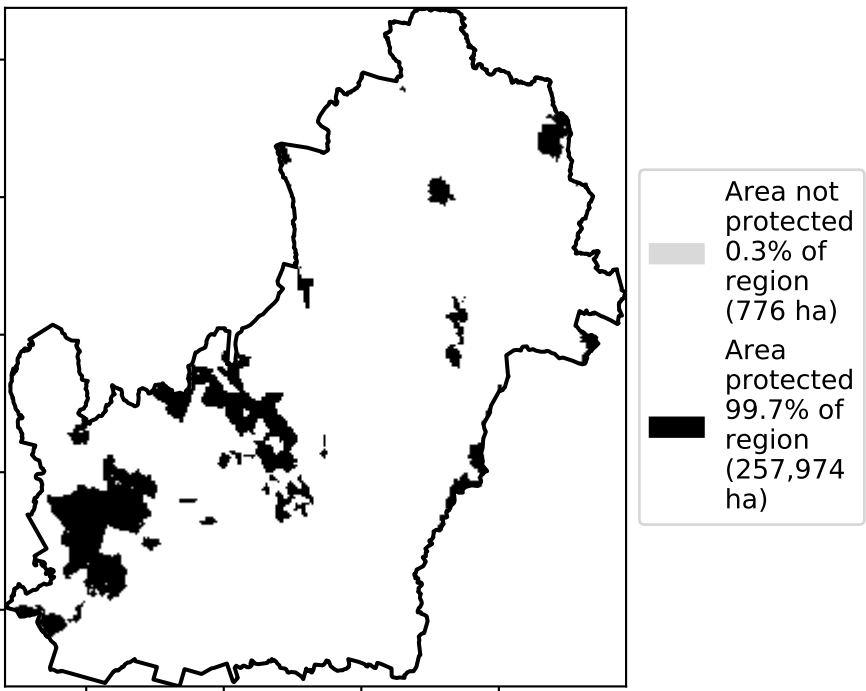 Area not
protected
0.3% of
region
(776 ha)
Area
protected
99.7% of
region
(257,974
ha)